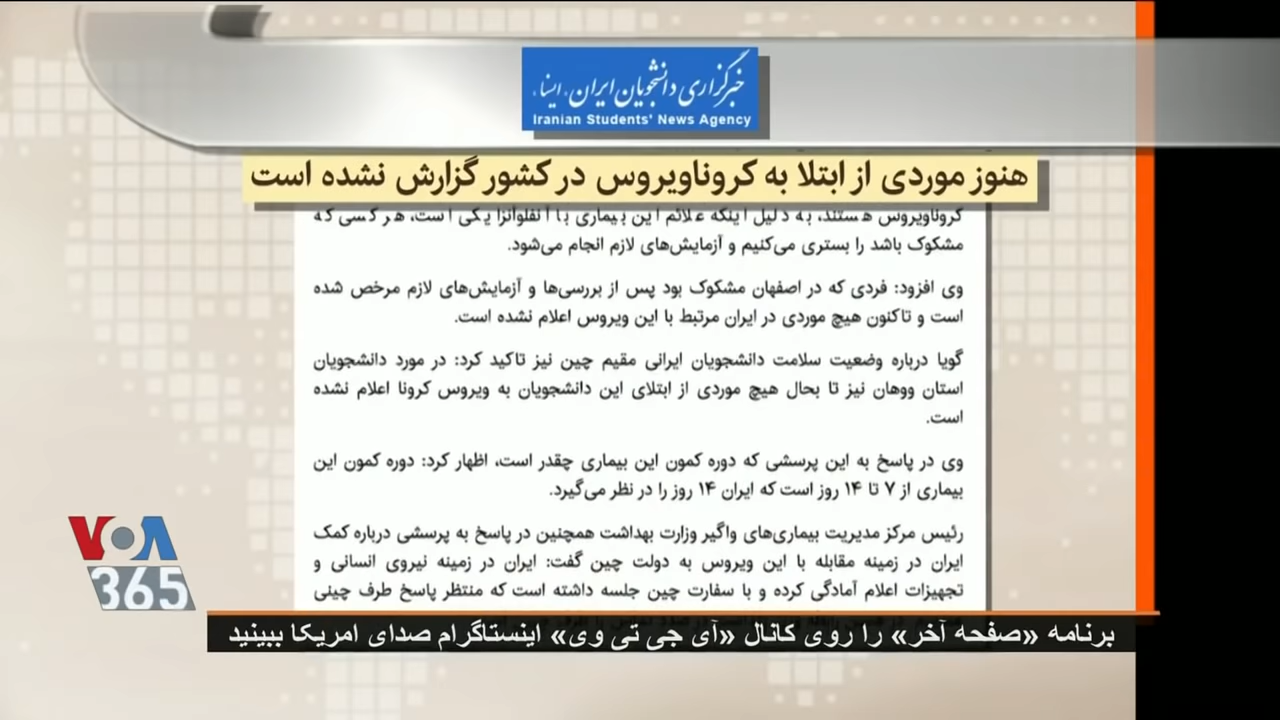 خبرگزاری دانشجویان ایران، ایسنا،
Iranian Students' News Agency
هنوز موردی از ابتلا به کروناویروس در کشور گزارش نشده است
کروناویروس هستند، به دلیل اینکه علائم این بیماری با آنفلوآنزا یکی است، هر کسی که
مشکوک باشد را بستری می‌کنیم و آزمایش‌های لازم انجام می‌شود.
وی افزود: فردی که در اصفهان مشکوک بود پس از بررسی‌ها و آزمایش‌های لازم مرخص شده
است و تاکنون هیچ موردی در ایران مرتبط با این ویروس اعلام نشده است.
گویا درباره وضعیت سلامت دانشجویان ایرانی مقیم چین نیز تاکید کرد: در مورد دانشجویان
استان ووهان نیز تا بحال هیچ موردی از ابتلای این دانشجویان به ویروس کرونا اعلام نشده
است.
وی در پاسخ به این پرسشی که دوره کمون این بیماری چقدر است، اظهار کرد: دوره کمون این
بیماری از ۷ تا ۱۴ روز است که ایران ۱۴ روز را در نظر می‌گیرد.
رئیس مرکز مدیریت بیماری‌های واگیر وزارت بهداشت همچنین در پاسخ به پرسشی درباره کمک
ایران در زمینه مقابله با این ویروس به دولت چین گفت: ایران در زمینه نیروی انسانی و
تجهیزات اعلام آمادگی کرده و با سفارت چین جلسه داشته است که منتظر پاسخ طرف چینی
VOA
365
برنامه «صفحه آخر» را روی کانال «آی جی تی وی» اینستاگرام صدای امریکا ببینید